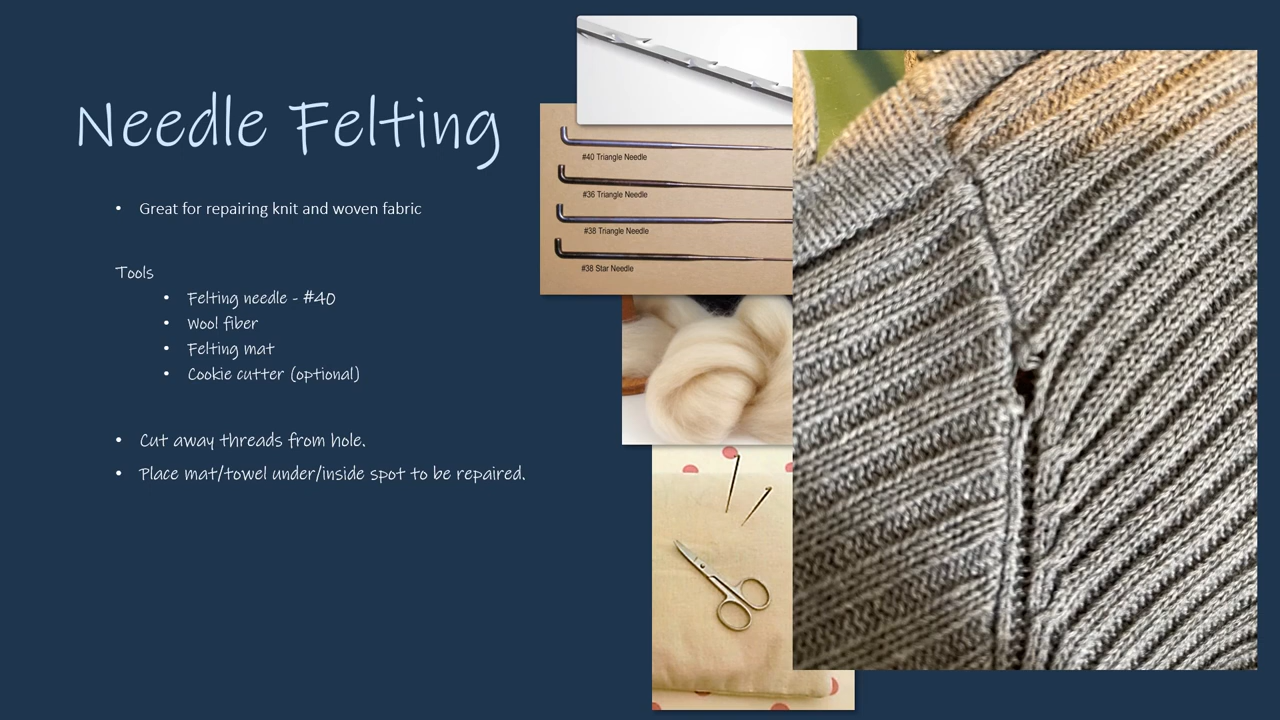 Needle Felting
Great for repairing knit and woven fabric
Tools
Felting needle - #40
Wool fiber
Felting mat
Cookie cutter (optional)
Cut away threads from hole.
Place mat/towel under/inside spot to be repaired.
#40 Triangle Needle
#36 Triangle Needle
#38 Triangle Needle
#38 Star Needle